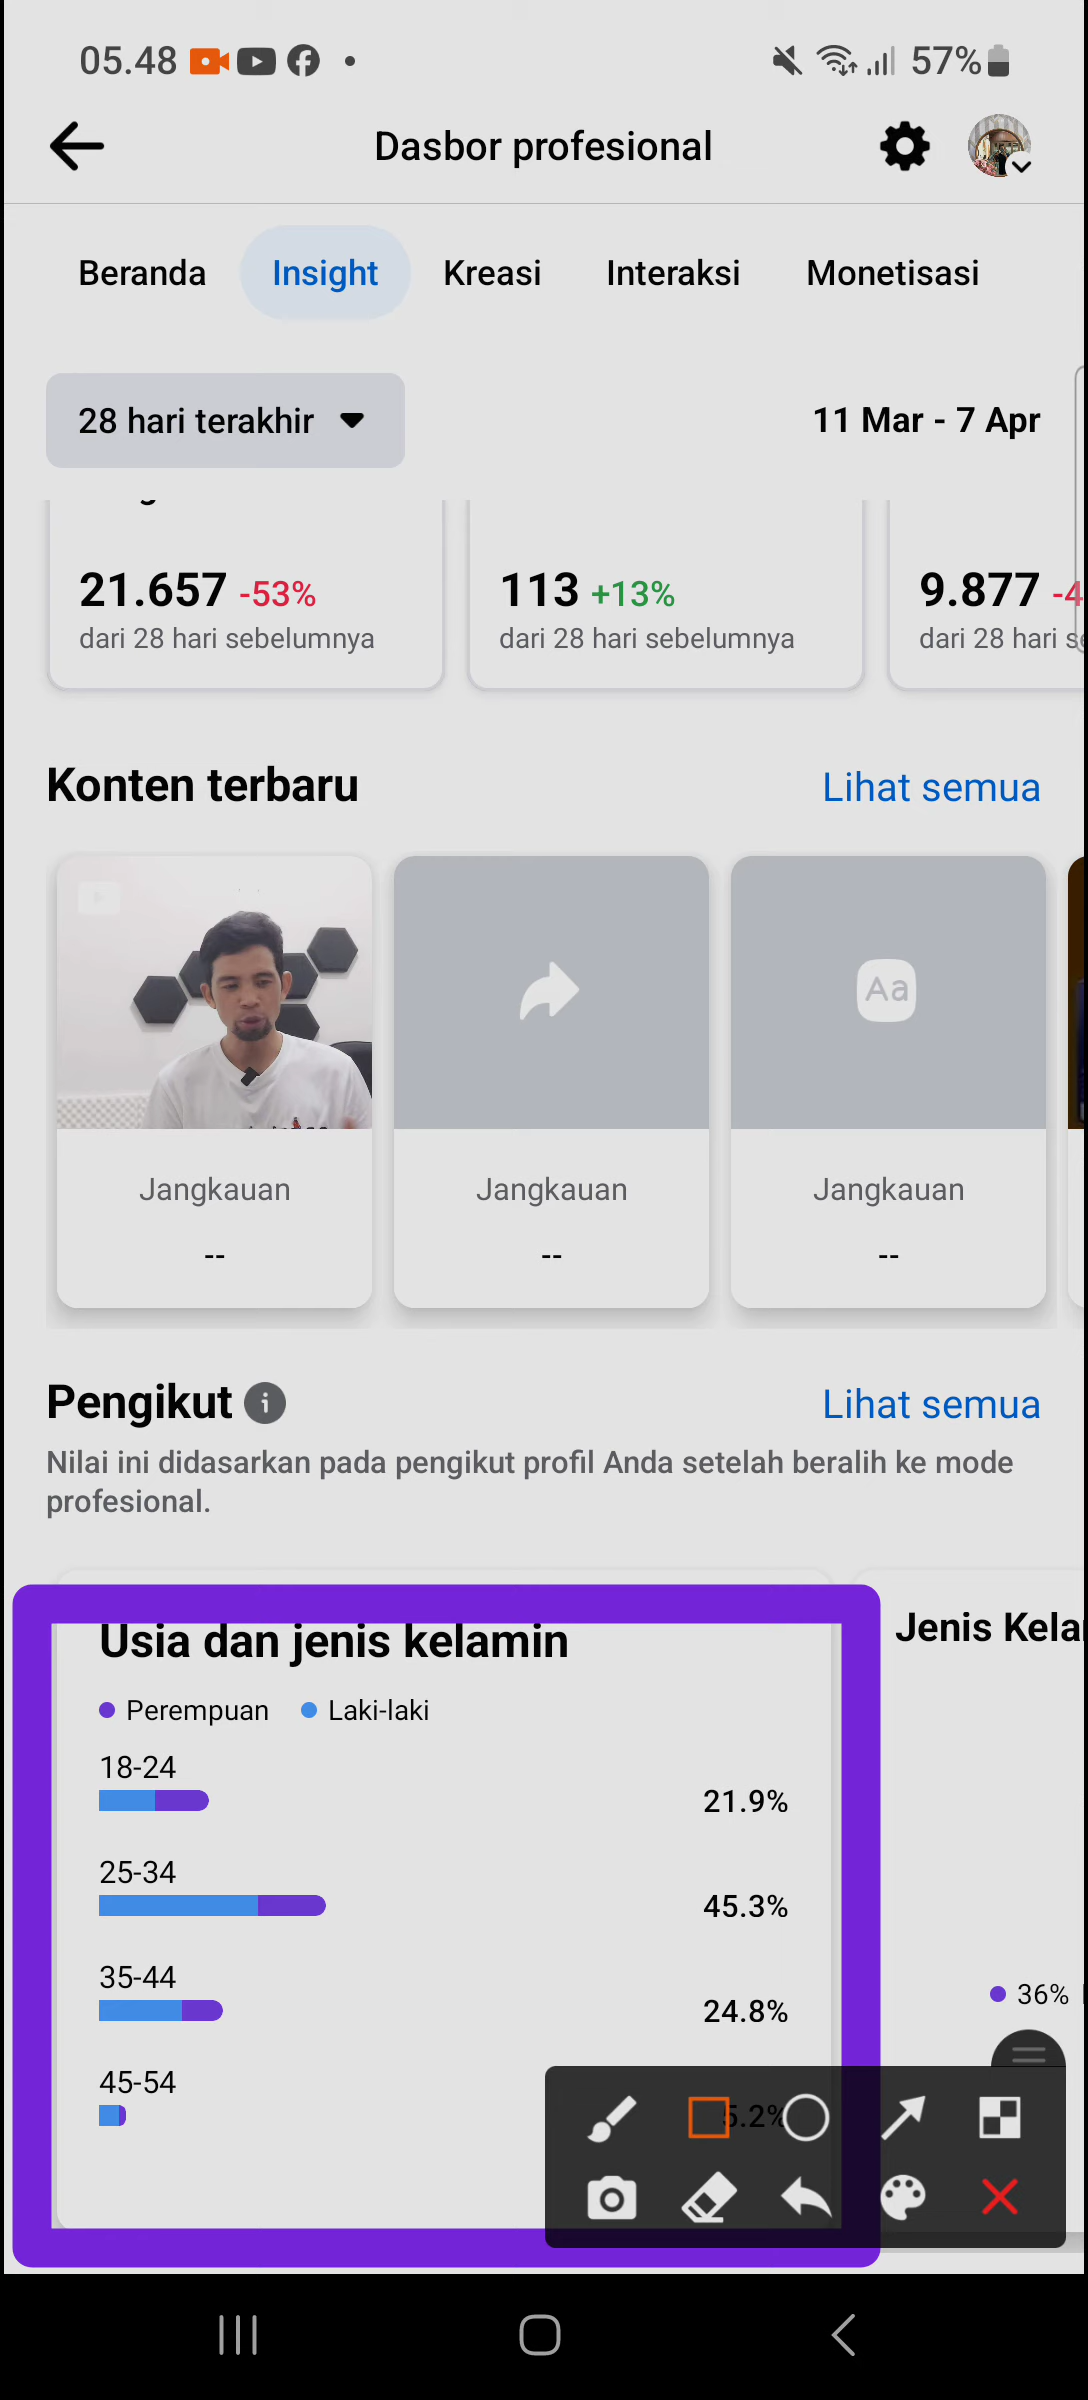 05.48
57%
Dasbor profesional
Beranda Insight Kreasi Interaksi Monetisasi
28 hari terakhir
11 Mar - 7 Apr
21.657 -53%
dari 28 hari sebelumnya
113 +13%
dari 28 hari sebelumnya
9.877 -4
dari 28 hari
Konten terbaru
Lihat semua
Jangkauan
--
Jangkauan
--
Aa
Jangkauan
--
Pengikut
Lihat semua
Nilai ini didasarkan pada pengikut profil Anda setelah beralih ke mode
profesional.
Usia dan jenis kelamin
Perempuan Laki-laki
18-24
21.9%
25-34
45.3%
35-44
24.8%
45-54
5.2%
Jenis Kela
36%